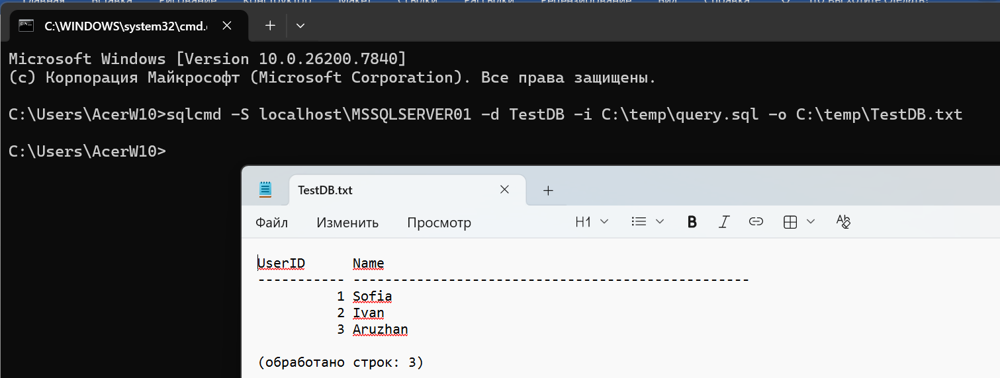 C:\WINDOWS\system32\cmd.
Microsoft Windows [Version 10.0.26200.7840]
(c) Корпорация Майкрософт (Microsoft Corporation). Все права защищены.
C:\Users\AcerW10>sqlcmd -S localhost\MSSQLSERVER01 -d TestDB -i C:\temp\query.sql -o C:\temp\TestDB.txt
C:\Users\AcerW10>
TestDB.txt
Файл Изменить Просмотр H1 B I
UserID Name
----------- --------------------------------------------------
1 Sofia
2 Ivan
3 Aruzhan
(обработано строк: 3)